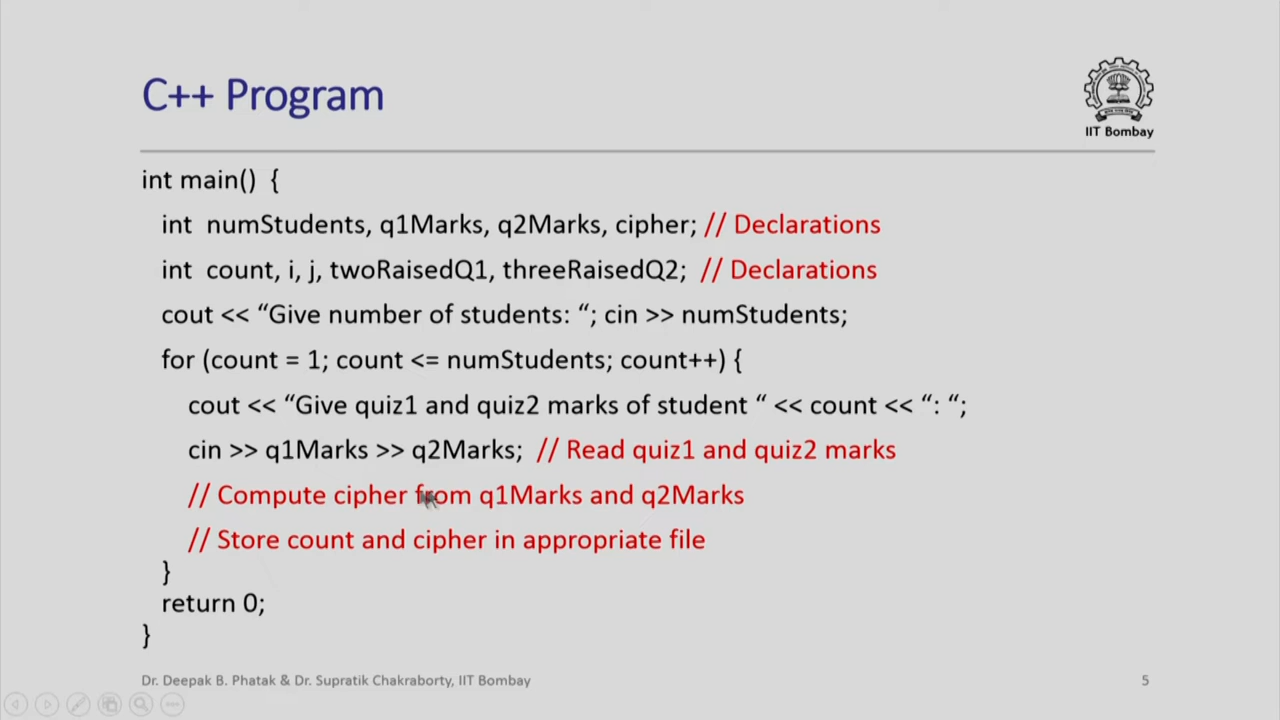 C++ Program
IIT Bombay
int main() {
int numStudents, q1Marks, q2Marks, cipher; // Declarations
int count, i, j, twoRaisedQ1, threeRaisedQ2; // Declarations
cout << “Give number of students: “; cin >> numStudents;
for (count = 1; count <= numStudents; count++) {
cout << “Give quiz1 and quiz2 marks of student “ << count << “: “;
cin >> q1Marks >> q2Marks; // Read quiz1 and quiz2 marks
// Compute cipher from q1Marks and q2Marks
// Store count and cipher in appropriate file
}
return 0;
}
Dr. Deepak B. Phatak & Dr. Supratik Chakraborty, IIT Bombay
5